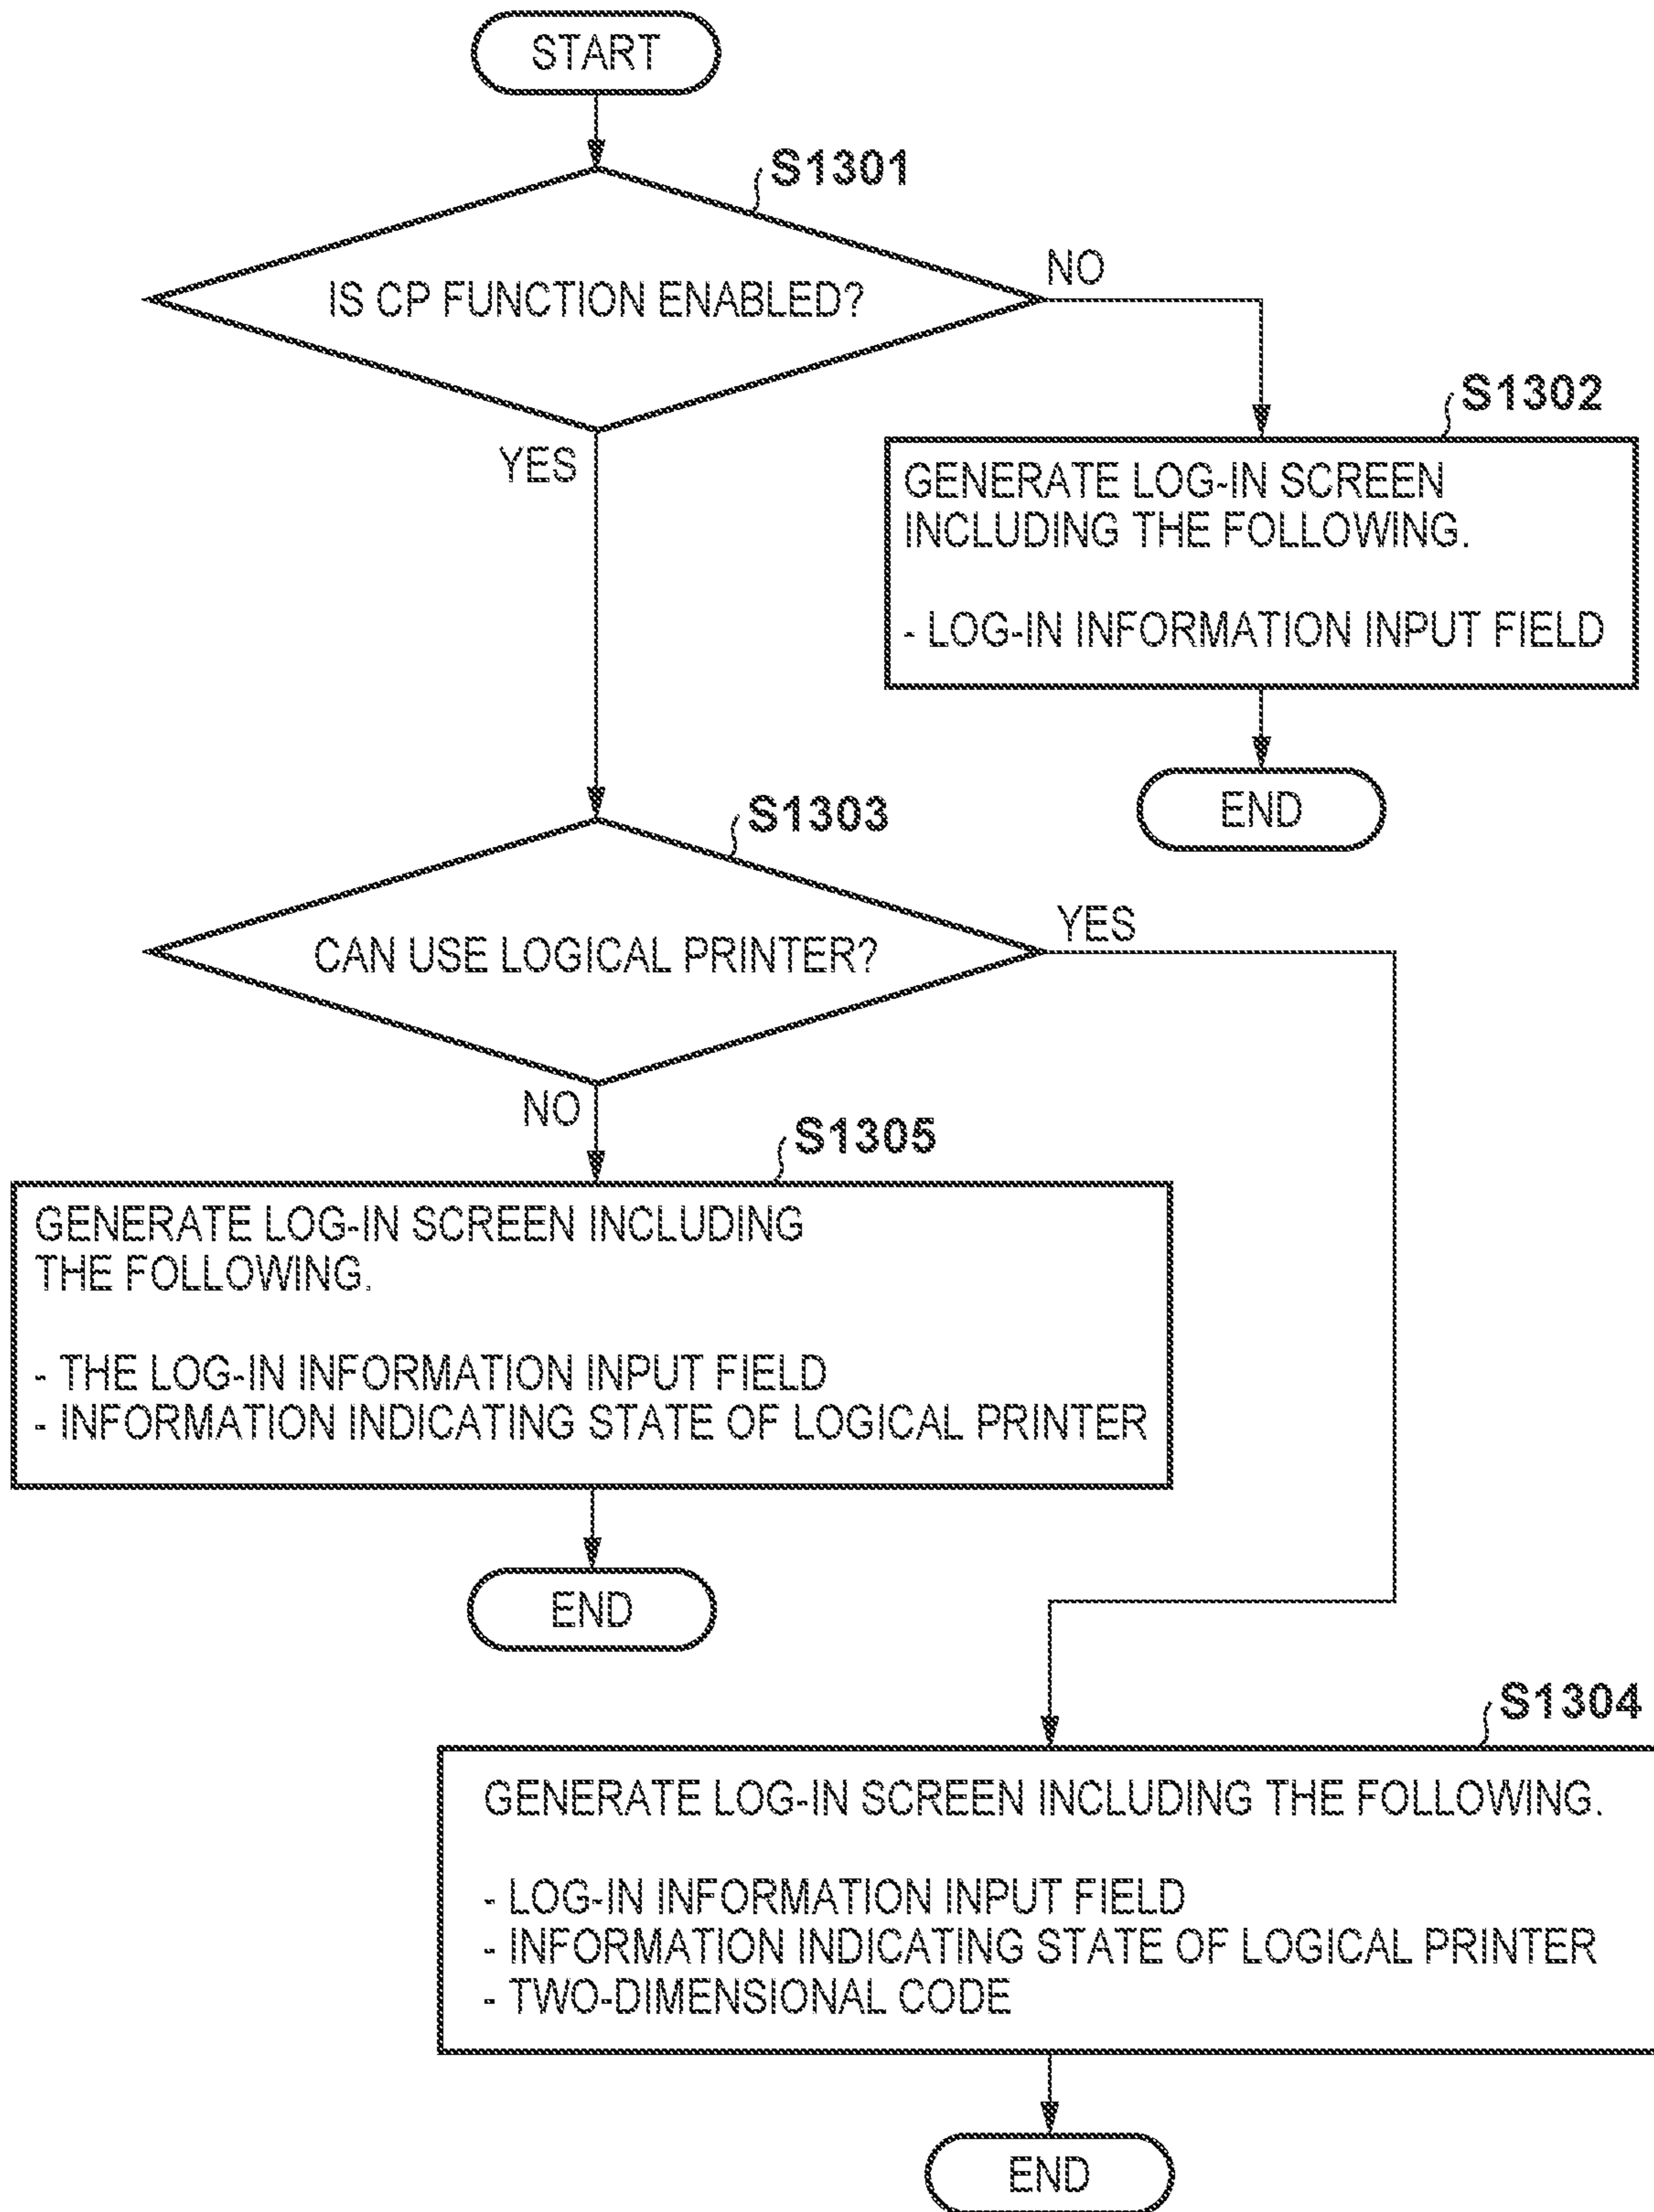 START
S1301
IS CP FUNCTION ENABLED?
NO
YES
S1302
GENERATE LOG-IN SCREEN
INCLUDING THE FOLLOWING.
- LOG-IN INFORMATION INPUT FIELD
END
S1303
CAN USE LOGICAL PRINTER?
YES
NO
S1305
GENERATE LOG-IN SCREEN INCLUDING
THE FOLLOWING.
- THE LOG-IN INFORMATION INPUT FIELD
- INFORMATION INDICATING STATE OF LOGICAL PRINTER
END
S1304
GENERATE LOG-IN SCREEN INCLUDING THE FOLLOWING.
- LOG-IN INFORMATION INPUT FIELD
- INFORMATION INDICATING STATE OF LOGICAL PRINTER
- TWO-DIMENSIONAL CODE
END